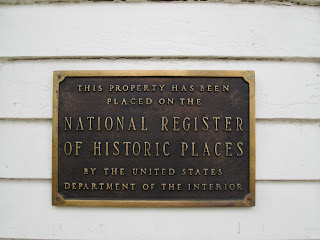 THIS PROPERTY HAS BEEN
PLACED ON THE
NATIONAL REGISTER
OF HISTORIC PLACES
BY THE UNITED STATES
DEPARTMENT OF THE INTERIOR